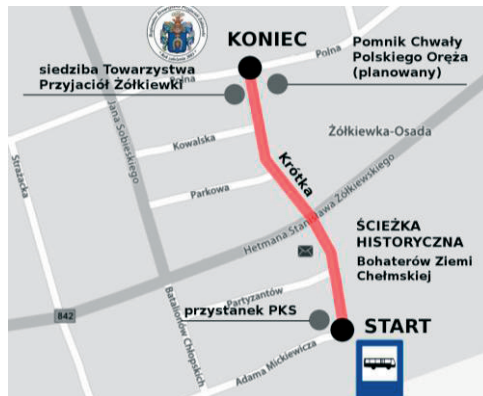 KONIEC
Polna
Pomnik Chwały
Polskiego Oręża
(planowany)
siedziba Towarzystwa
Przyjaciół Żółkiewki
Polna
Jana Sobieskiego
Kowalska
Żółkiewka-Osada
Strażacka
Parkowa
Krótka
Hetmana Stanisława Żółkiewskiego
ŚCIEŻKA
HISTORYCZNA
Bohaterów Ziemi
Chełmskiej
842
Batalionów Chłopskich
Partyzantów
przystanek PKS
START
Adama Mickiewicza